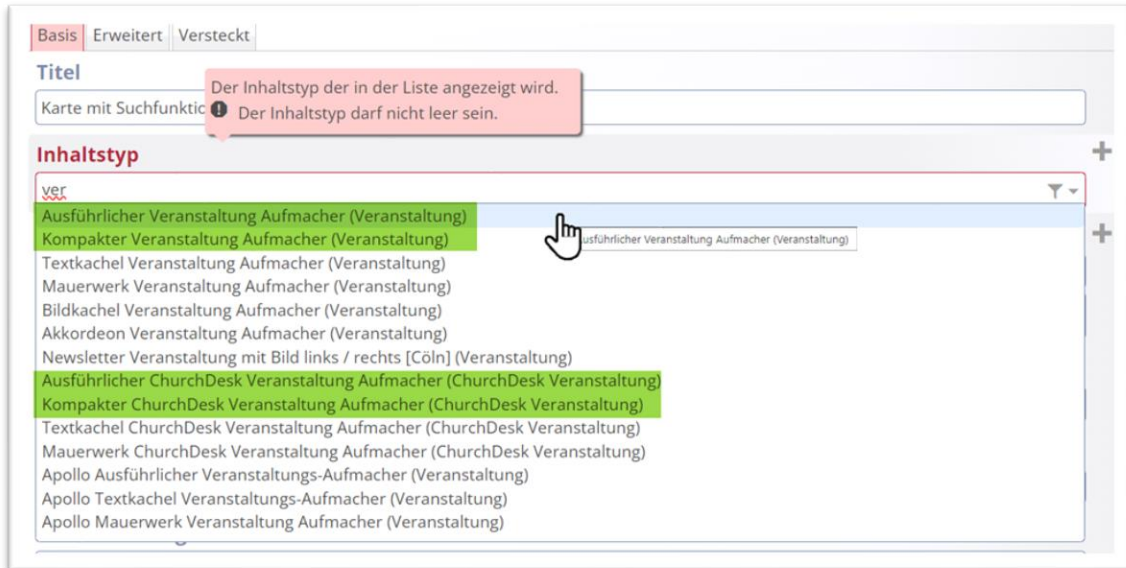 Basis Erweitert Versteckt
Titel
Der Inhaltstyp der in der Liste angezeigt wird.
Karte mit Suchfunktio
Der Inhaltstyp darf nicht leer sein.
Inhaltstyp
ver
Ausführlicher Veranstaltung Aufmacher (Veranstaltung)
Kompakter Veranstaltung Aufmacher (Veranstaltung)
usführlicher Veranstaltung Aufmacher (Veranstaltung)
Textkachel Veranstaltung Aufmacher (Veranstaltung)
Mauerwerk Veranstaltung Aufmacher (Veranstaltung)
Bildkachel Veranstaltung Aufmacher (Veranstaltung)
Akkordeon Veranstaltung Aufmacher (Veranstaltung)
Newsletter Veranstaltung mit Bild links / rechts [Cöln] (Veranstaltung)
Ausführlicher ChurchDesk Veranstaltung Aufmacher (ChurchDesk Veranstaltung)
Kompakter ChurchDesk Veranstaltung Aufmacher (ChurchDesk Veranstaltung)
Textkachel ChurchDesk Veranstaltung Aufmacher (ChurchDesk Veranstaltung)
Mauerwerk ChurchDesk Veranstaltung Aufmacher (ChurchDesk Veranstaltung)
Apollo Ausführlicher Veranstaltungs-Aufmacher (Veranstaltung)
Apollo Textkachel Veranstaltungs-Aufmacher (Veranstaltung)
Apollo Mauerwerk Veranstaltung Aufmacher (Veranstaltung)